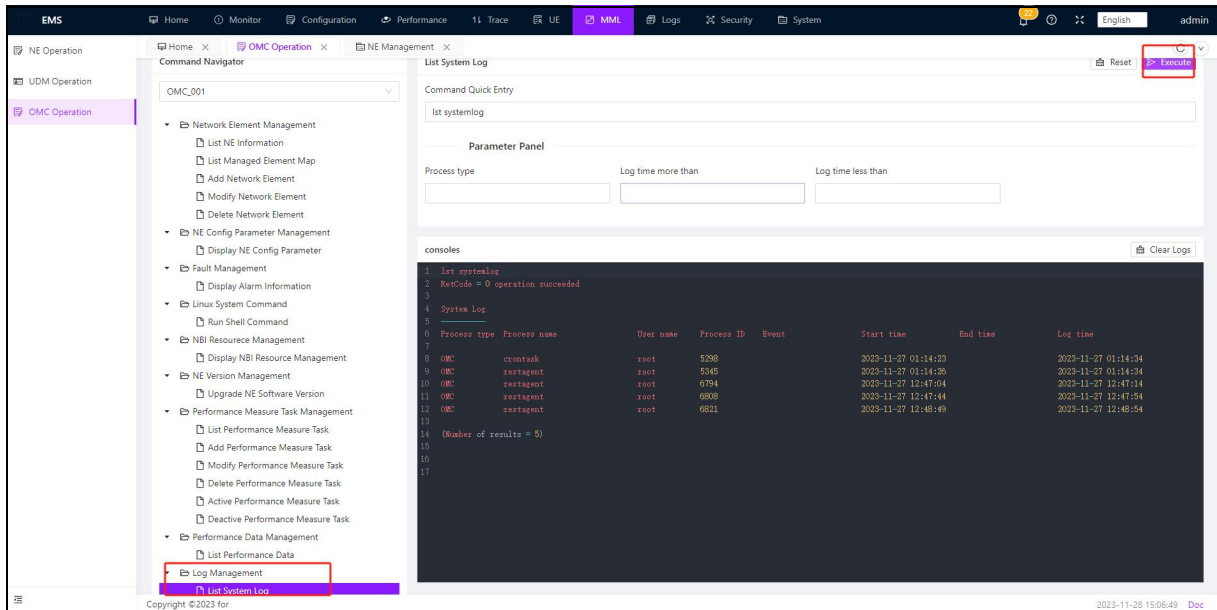 EMS Home Monitor Configuration Performance Trace UE MML Logs Security System 22 English admin
NE Operation
UDM Operation
OMC Operation
Home OMC Operation NE Management
Command Navigator
OMC_001
Network Element Management
List NE Information
List Managed Element Map
Add Network Element
Modify Network Element
Delete Network Element
NE Config Parameter Management
Display NE Config Parameter
Fault Management
Display Alarm Information
Linux System Command
Run Shell Command
NBI Resourece Management
Display NBI Resource Management
NE Version Management
Upgrade NE Software Version
Performance Measure Task Management
List Performance Measure Task
Add Performance Measure Task
Modify Performance Measure Task
Delete Performance Measure Task
Active Performance Measure Task
Deactive Performance Measure Task
Performance Data Management
List Performance Data
Log Management
List System Log
List System Log Reset Execute
Command Quick Entry
lst systemlog
Parameter Panel
Process type Log time more than Log time less than
consoles Clear Logs
1 lst systemlog
2 RetCode = 0 operation succeeded
3
4 System Log
5 ----------
6 Process type Process name User name Process ID Event Start time End time Log time
7
8 OMC crontask root 5298 2023-11-27 01:14:23 2023-11-27 01:14:34
9 OMC restagent root 5345 2023-11-27 01:14:26 2023-11-27 01:14:34
10 OMC restagent root 6794 2023-11-27 12:47:04 2023-11-27 12:47:14
11 OMC restagent root 6808 2023-11-27 12:47:44 2023-11-27 12:47:54
12 OMC restagent root 6821 2023-11-27 12:48:49 2023-11-27 12:48:54
13
14 (Number of results = 5)
15
16
17
Copyright ©2023 for 2023-11-28 15:06:49 Doc